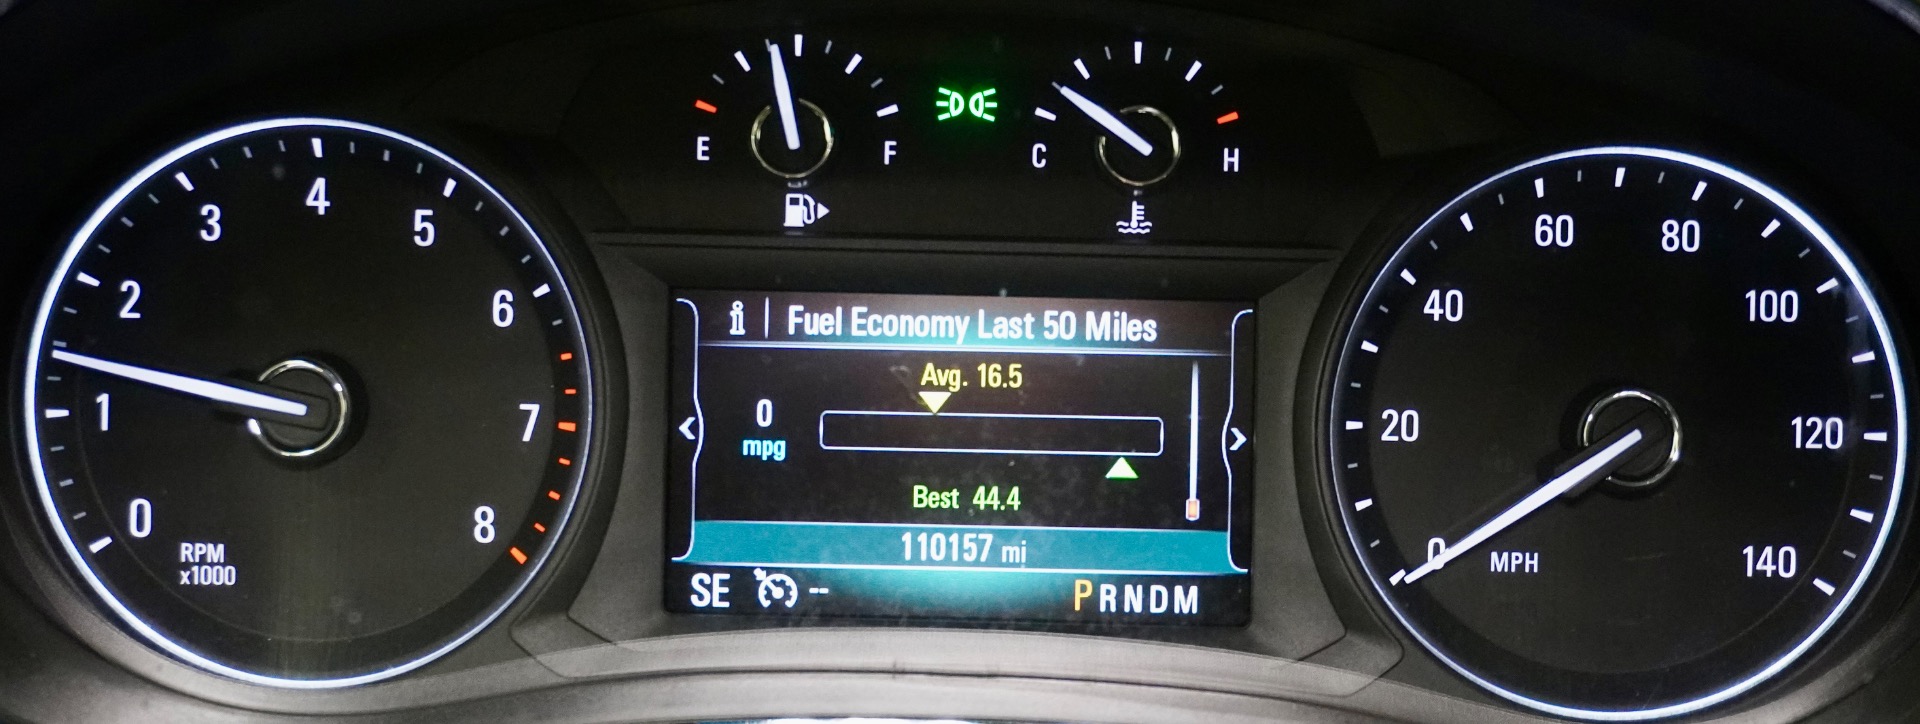 E F
C H
0 1 2 3 4 5 6 7 8
RPM
x1000
i | Fuel Economy Last 50 Miles
Avg. 16.5
0
mpg
Best 44.4
110157 mi
SE -- PRNDM
0 20 40 60 80 100 120 140
MPH